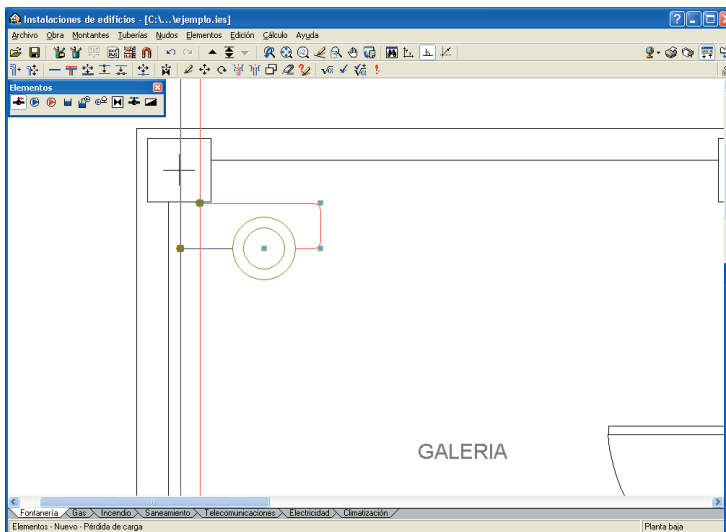 Instalaciones de edificios - [C:\...\ejemplo.ies]
Archivo Obra Montantes Tuberías Nudos Elementos Edición Cálculo Ayuda
Elementos
GALERIA
Fontanería Gas Incendio Saneamiento Telecomunicaciones Electricidad Climatización
Elementos - Nuevo - Pérdida de carga Planta baja